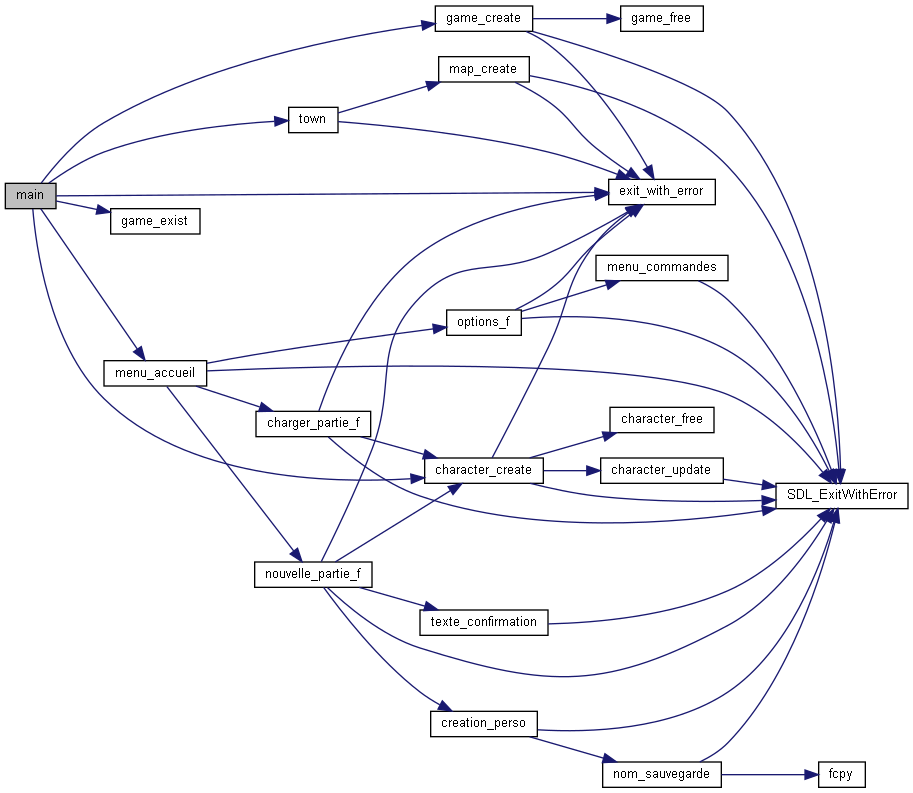 game_create
game_free
map_create
town
main
exit_with_error
game_exist
menu_commandes
options_f
menu_accueil
charger_partie_f
character_free
character_create
character_update
SDL_ExitWithError
nouvelle_partie_f
texte_confirmation
creation_perso
nom_sauvegarde
fcpy